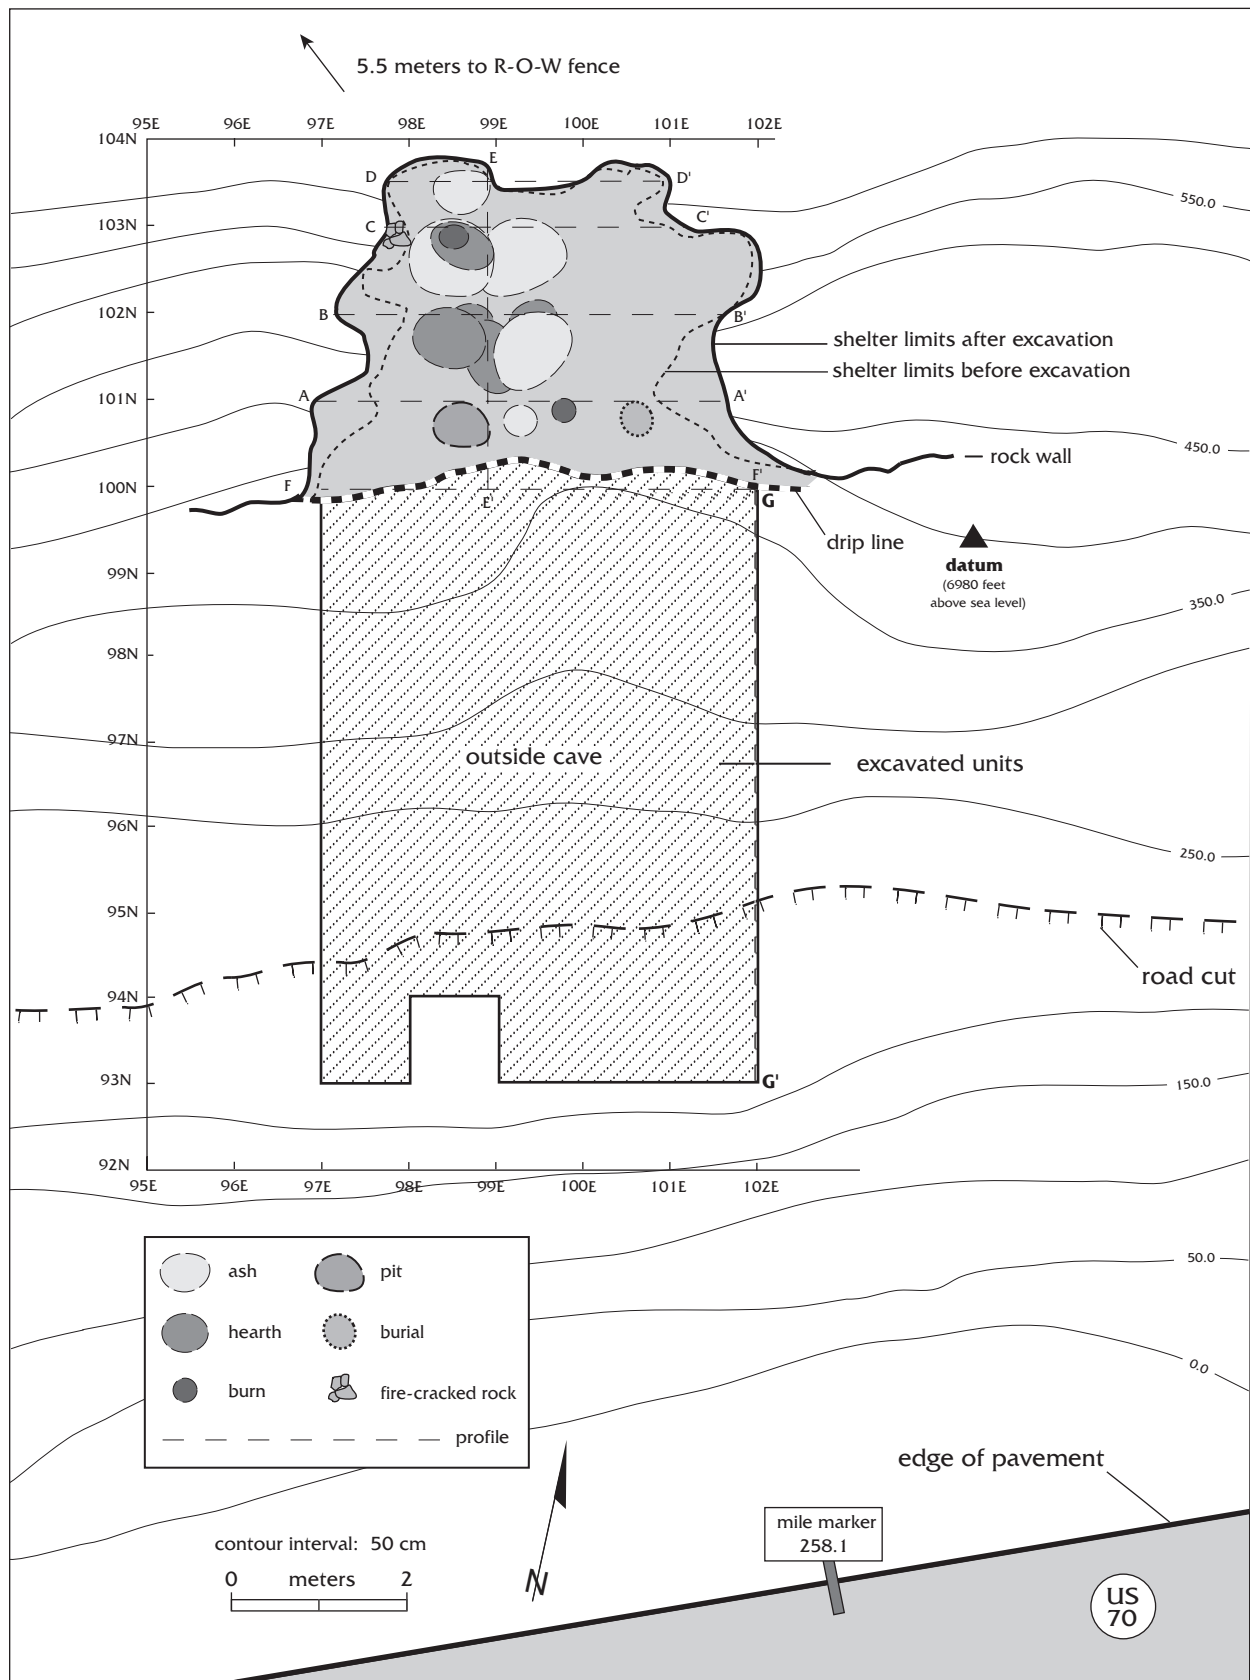 5.5 meters to R-O-W fence
95E 96E 97E 98E 99E 100E 101E 102E
104N
E
D D'
550.0
C'
103N C
102N B B'
shelter limits after excavation
shelter limits before excavation
101N A A'
450.0
rock wall
F'
100N F
E' G
drip line
datum
(6980 feet
above sea level)
99N
350.0
98N
97N
outside cave excavated units
96N
250.0
95N
road cut
94N
93N G'
150.0
92N
95E 96E 97E 98E 99E 100E 101E 102E
50.0
ash pit
hearth burial
burn fire-cracked rock
profile
0.0
edge of pavement
mile marker
258.1
contour interval: 50 cm
0 meters 2
N
US
70